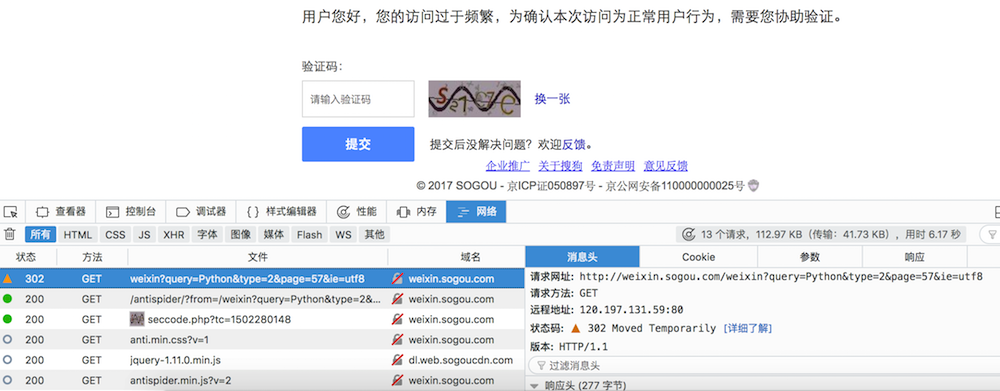 用户您好，您的访问过于频繁，为确认本次访问为正常用户行为，需要您协助验证。
验证码：
请输入验证码 换一张
提交 提交后没解决问题？欢迎反馈。
企业推广 关于搜狗 免责声明 意见反馈
© 2017 SOGOU - 京ICP证050897号 - 京公网安备110000000025号
查看器 控制台 调试器 { } 样式编辑器 性能 内存 网络
所有 HTML CSS JS XHR 字体 图像 媒体 Flash WS 其他 13 个请求，112.97 KB（传输：41.73 KB），用时 6.17 秒
状态 方法 文件 域名 消息头 Cookie 参数 响应
302 GET weixin?query=Python&type=2&page=57&ie=utf8 weixin.sogou.com
200 GET /antispider/?from=/weixin?query=Python&type=2&... weixin.sogou.com
200 GET seccode.php?tc=1502280148 weixin.sogou.com
200 GET anti.min.css?v=1 weixin.sogou.com
200 GET jquery-1.11.0.min.js dl.web.sogoucdn.com
200 GET antispider.min.js?v=2 weixin.sogou.com
请求网址: http://weixin.sogou.com/weixin?query=Python&type=2&page=57&ie=utf8
请求方法: GET
远程地址: 120.197.131.59:80
状态码: 302 Moved Temporarily [详细了解]
版本: HTTP/1.1
过滤消息头
响应头 (277 字节)